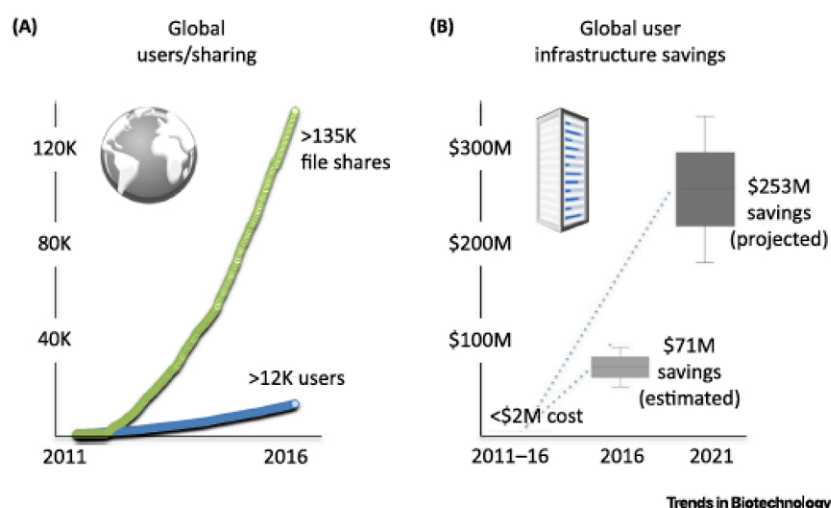 (A)
Global
users/sharing
120K
80K
40K
>135K
file shares
>12K users
2011
2016
(B)
Global user
infrastructure savings
$300M
$200M
$100M
$253M
savings
(projected)
$71M
savings
(estimated)
<$2M cost
2011–16
2016
2021
Trends in Biotechnology